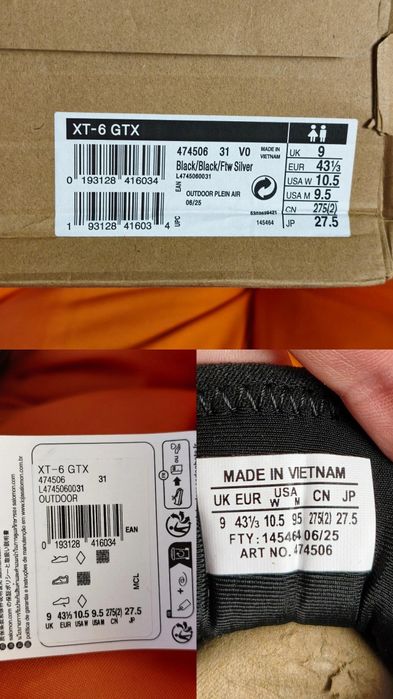 XT-6 GTX
474506 31 V0 MADE IN VIETNAM
Black/Black/Ftw Silver
L4745060031
0 193128 416034
EAN
OUTDOOR PLEIN AIR
06/25
1 93128 41603 4
UPC
145464
UK 9
EUR 43⅓
USA W 10.5
USA M 9.5
CN 275(2)
JP 27.5
XT-6 GTX
474506 31
L4745060031
OUTDOOR
EAN
0 193128 416034
MCL
9 43⅓ 10.5 9.5 275(2) 27.5
UK EUR USA W USA M CN JP
MADE IN VIETNAM
UK EUR USA W M CN JP
9 43⅓ 10.5 9.5 275(2) 27.5
FTY: 145464 06/25
ART NO. 474506